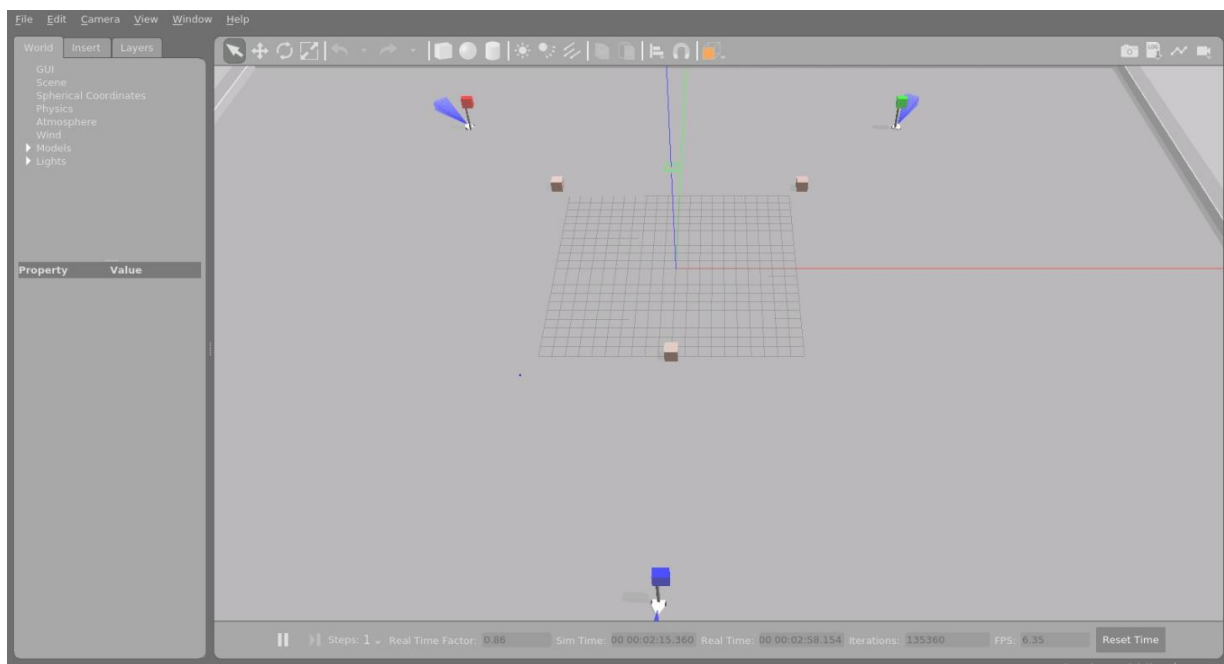 File Edit Camera View Window Help
World Insert Layers
GUI
Scene
Spherical Coordinates
Physics
Atmosphere
Wind
Models
Lights
Property Value
LOG
Steps: 1 Real Time Factor: 0.86 Sim Time: 00 00:02:15.360 Real Time: 00 00:02:58.154 Iterations: 135360 FPS: 6.35 Reset Time